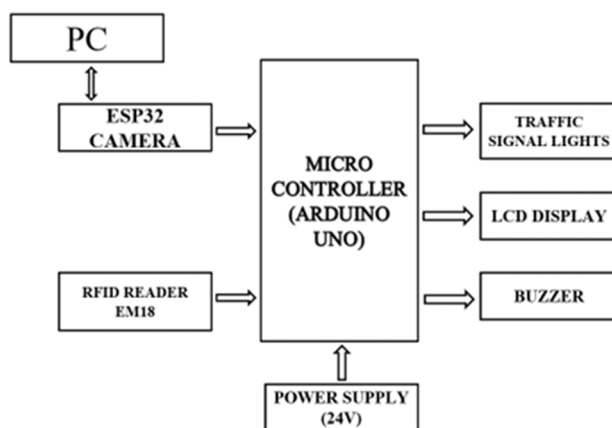 PC
ESP32
CAMERA
RFID READER
EM18
MICRO
CONTROLLER
(ARDUINO
UNO)
POWER SUPPLY
(24V)
TRAFFIC
SIGNAL LIGHTS
LCD DISPLAY
BUZZER